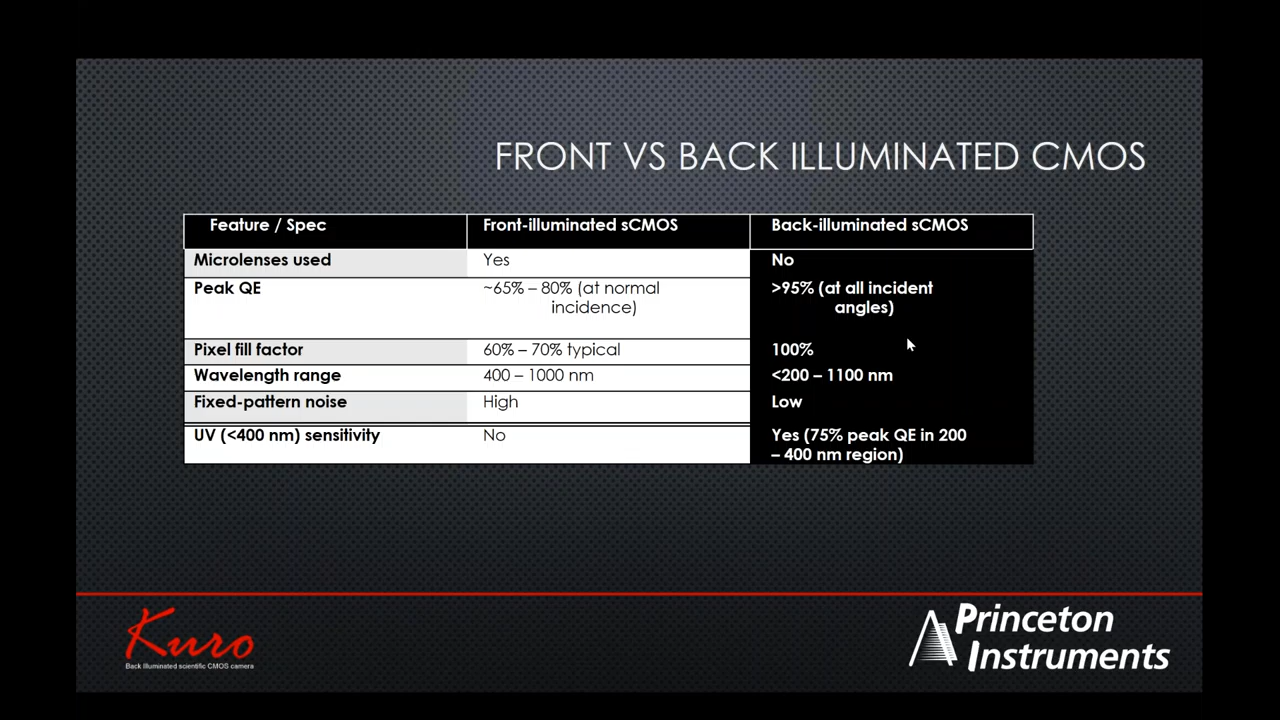 FRONT VS BACK ILLUMINATED CMOS
Feature / Spec
Front-illuminated sCMOS
Back-illuminated sCMOS
Microlenses used
Yes
No
Peak QE
~65% – 80% (at normal
incidence)
>95% (at all incident
angles)
Pixel fill factor
60% – 70% typical
100%
Wavelength range
400 – 1000 nm
<200 – 1100 nm
Fixed-pattern noise
High
Low
UV (<400 nm) sensitivity
No
Yes (75% peak QE in 200
– 400 nm region)
Kuro
Back Illuminated scientific CMOS camera
Princeton
Instruments